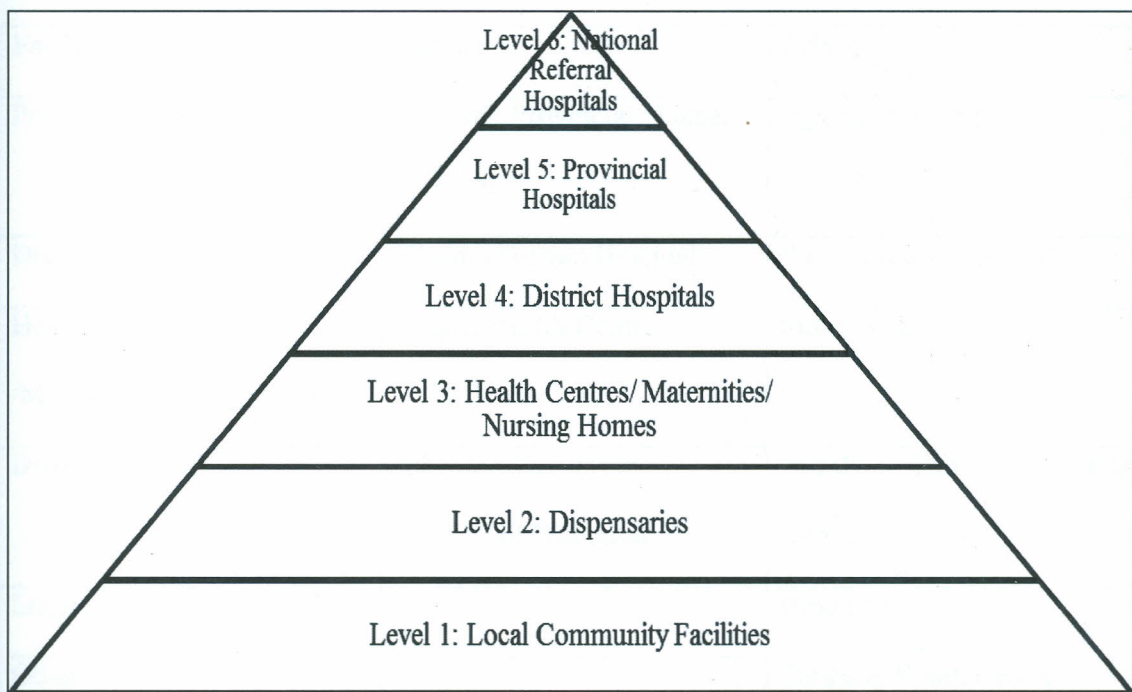 Level 6: National
Referral
Hospitals
Level 5: Provincial
Hospitals
Level 4: District Hospitals
Level 3: Health Centres/ Maternities/
Nursing Homes
Level 2: Dispensaries
Level 1: Local Community Facilities